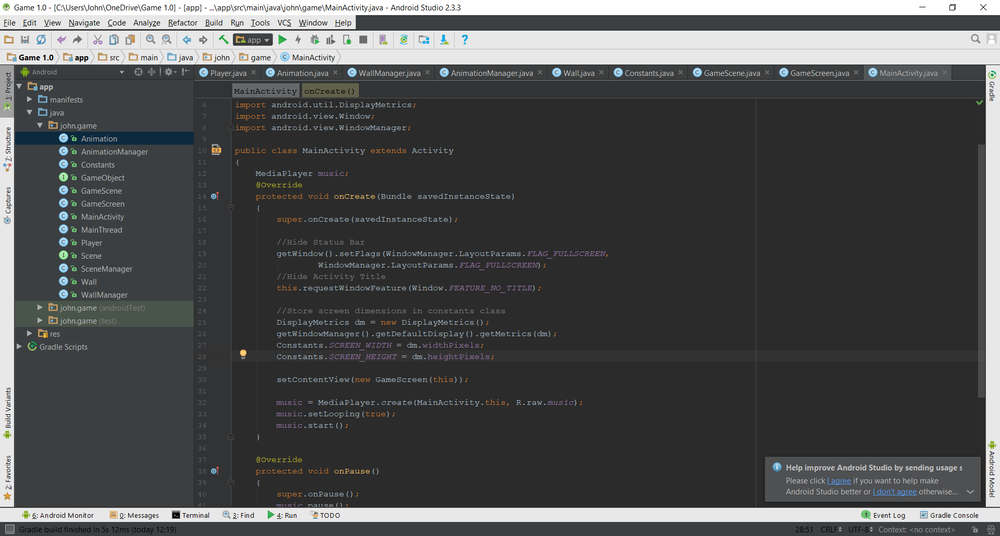 Game 1.0 - [C:\Users\John\OneDrive\Game 1.0] - [app] - ...\app\src\main\java\john\game\MainActivity.java - Android Studio 2.3.3
File Edit View Navigate Code Analyze Refactor Build Run Tools VCS Window Help
app
Game 1.0 app src main java john game MainActivity
Android
Player.java Animation.java WallManager.java AnimationManager.java Wall.java Constants.java GameScene.java GameScreen.java MainActivity.java
1: Project
7: Structure
Captures
Build Variants
2: Favorites
app
manifests
java
john.game
Animation
AnimationManager
Constants
GameObject
GameScene
GameScreen
MainActivity
MainThread
Player
Scene
SceneManager
Wall
WallManager
john.game (androidTest)
john.game (test)
res
Gradle Scripts
MainActivity onCreate()
6 import android.util.DisplayMetrics;
7 import android.view.Window;
8 import android.view.WindowManager;
9
10 public class MainActivity extends Activity
11 {
12 MediaPlayer music;
13 @Override
14 protected void onCreate(Bundle savedInstanceState)
15 {
16 super.onCreate(savedInstanceState);
17
18 //Hide Status Bar
19 getWindow().setFlags(WindowManager.LayoutParams.FLAG_FULLSCREEN,
20 WindowManager.LayoutParams.FLAG_FULLSCREEN);
21 //Hide Activity Title
22 this.requestWindowFeature(Window.FEATURE_NO_TITLE);
23
24 //Store screen dimensions in constants class
25 DisplayMetrics dm = new DisplayMetrics();
26 getWindowManager().getDefaultDisplay().getMetrics(dm);
27 Constants.SCREEN_WIDTH = dm.widthPixels;
28 Constants.SCREEN_HEIGHT = dm.heightPixels;
29
30 setContentView(new GameScreen(this));
31
32 music = MediaPlayer.create(MainActivity.this, R.raw.music);
33 music.setLooping(true);
34 music.start();
35 }
36
37 @Override
38 protected void onPause()
39 {
40 super.onPause();
41 music.pause();
Gradle
Android Model
Help improve Android Studio by sending usage s
Please click I agree if you want to help make
Android Studio better or I don't agree otherwise....
6: Android Monitor 0: Messages Terminal 3: Find 4: Run TODO 1 Event Log Gradle Console
Gradle build finished in 5s 12ms (today 12:19) 28:51 CRLF UTF-8 Context: <no context>